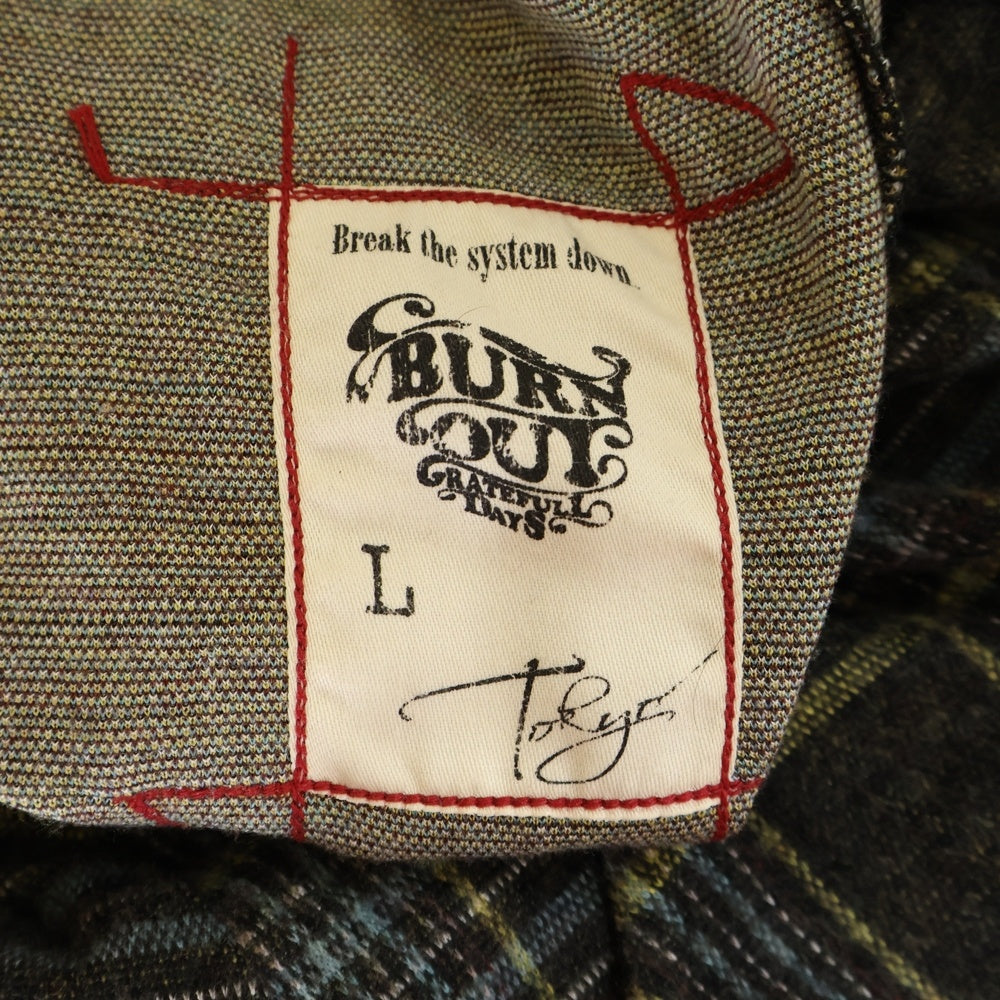 Break the system down.
BURN
OUT
GRATEFULL
DAYS
L
Tokyo